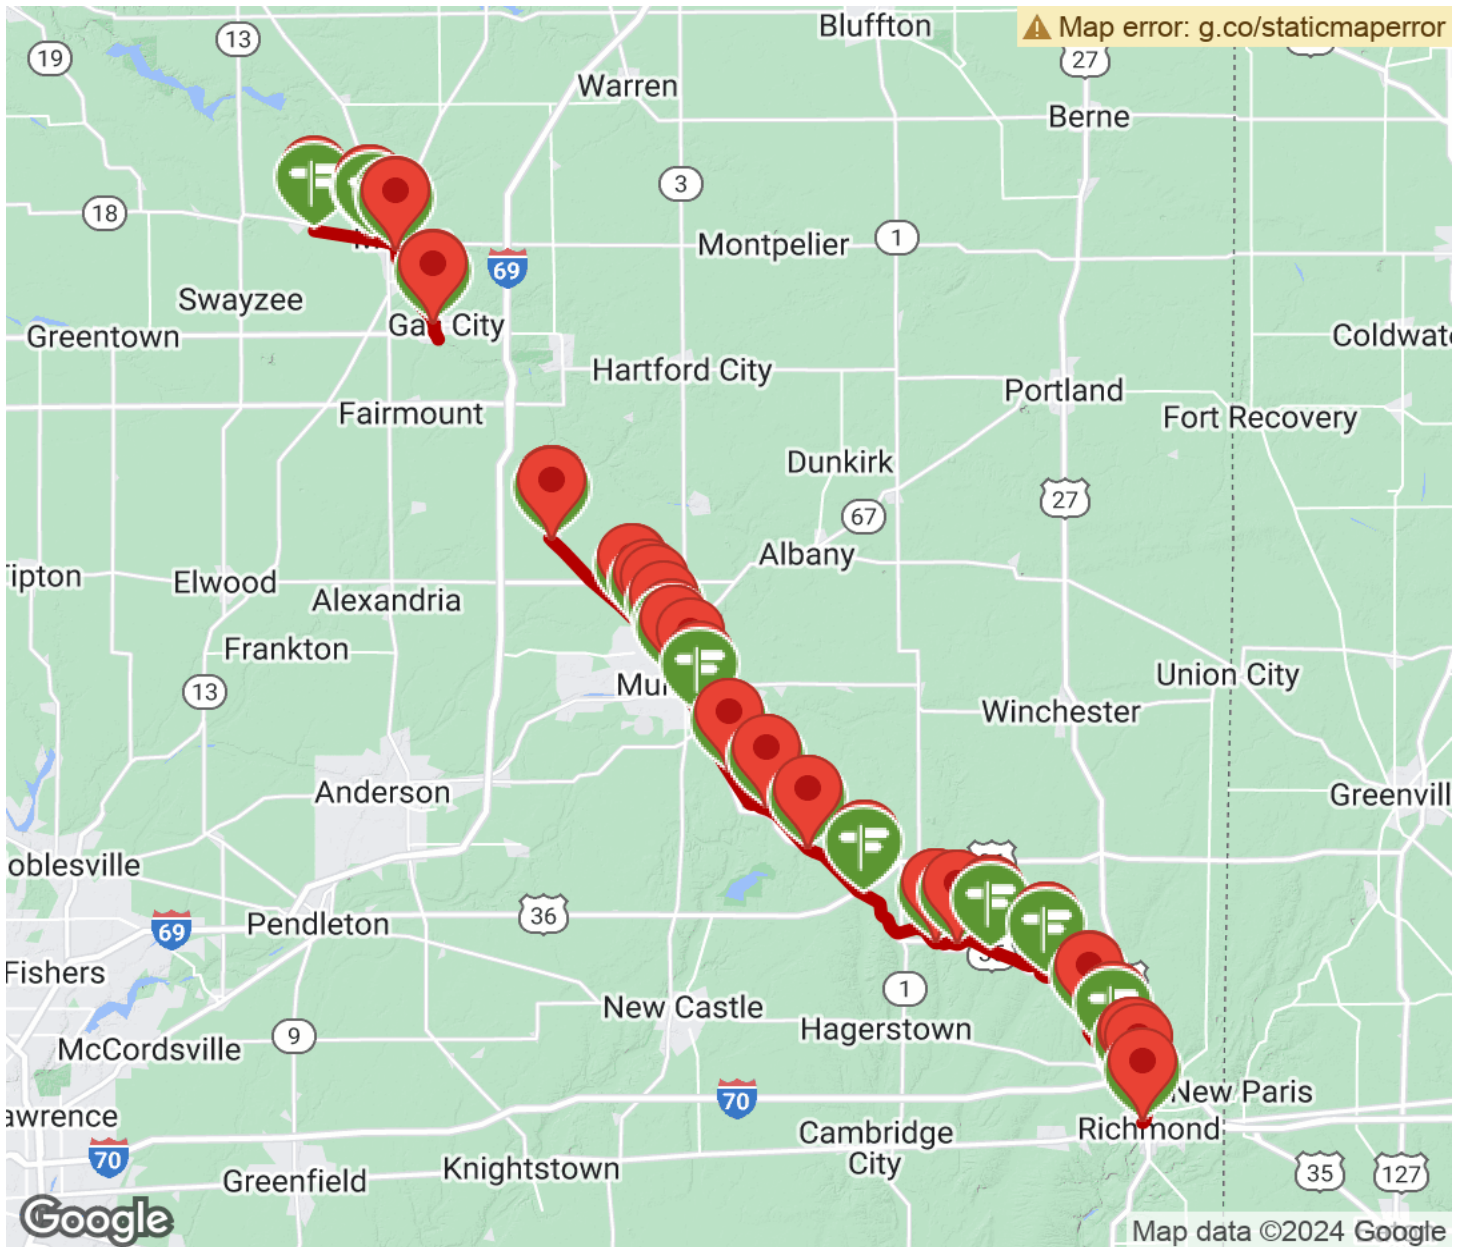 Bluffton
Map error: g.co/staticmaperror
13
19
27
Warren
Berne
3
18
1
Montpelier
69
Swayzee
Gas City
Greentown
Coldwat
Hartford City
Portland
Fairmount
Fort Recovery
Dunkirk
27
67
Albany
ipton
Elwood
Alexandria
Frankton
Union City
Mu
13
Winchester
Anderson
Greenvill
oblesville
36
Pendleton
69
Fishers
1
New Castle
Hagerstown
9
McCordsville
70
New Paris
awrence
Richmond
Cambridge
City
70
Knightstown
35
127
Greenfield
Google
Map data ©2024 Google